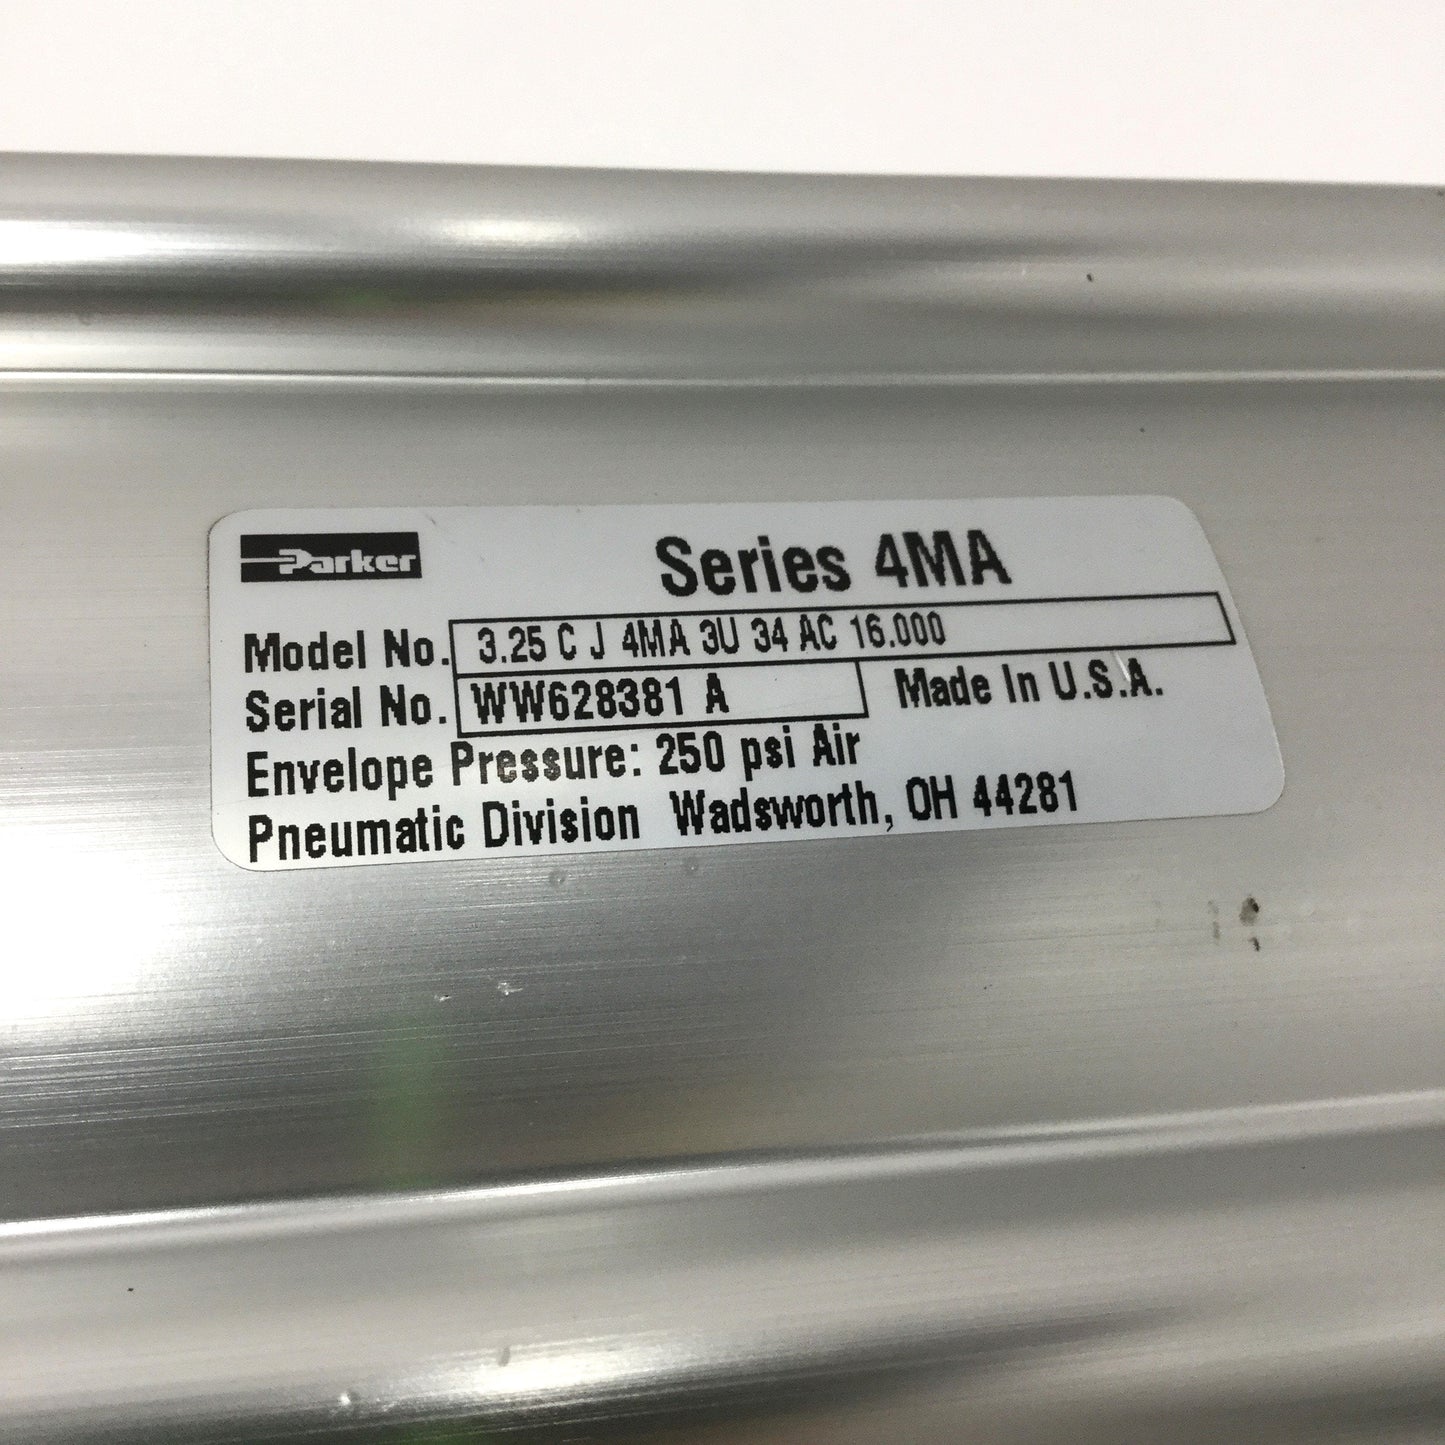 Parker
Series 4MA
Model No. 3.25 C J 4MA 3U 34 AC 16.000
Serial No. WW628381 A Made In U.S.A.
Envelope Pressure: 250 psi Air
Pneumatic Division Wadsworth, OH 44281